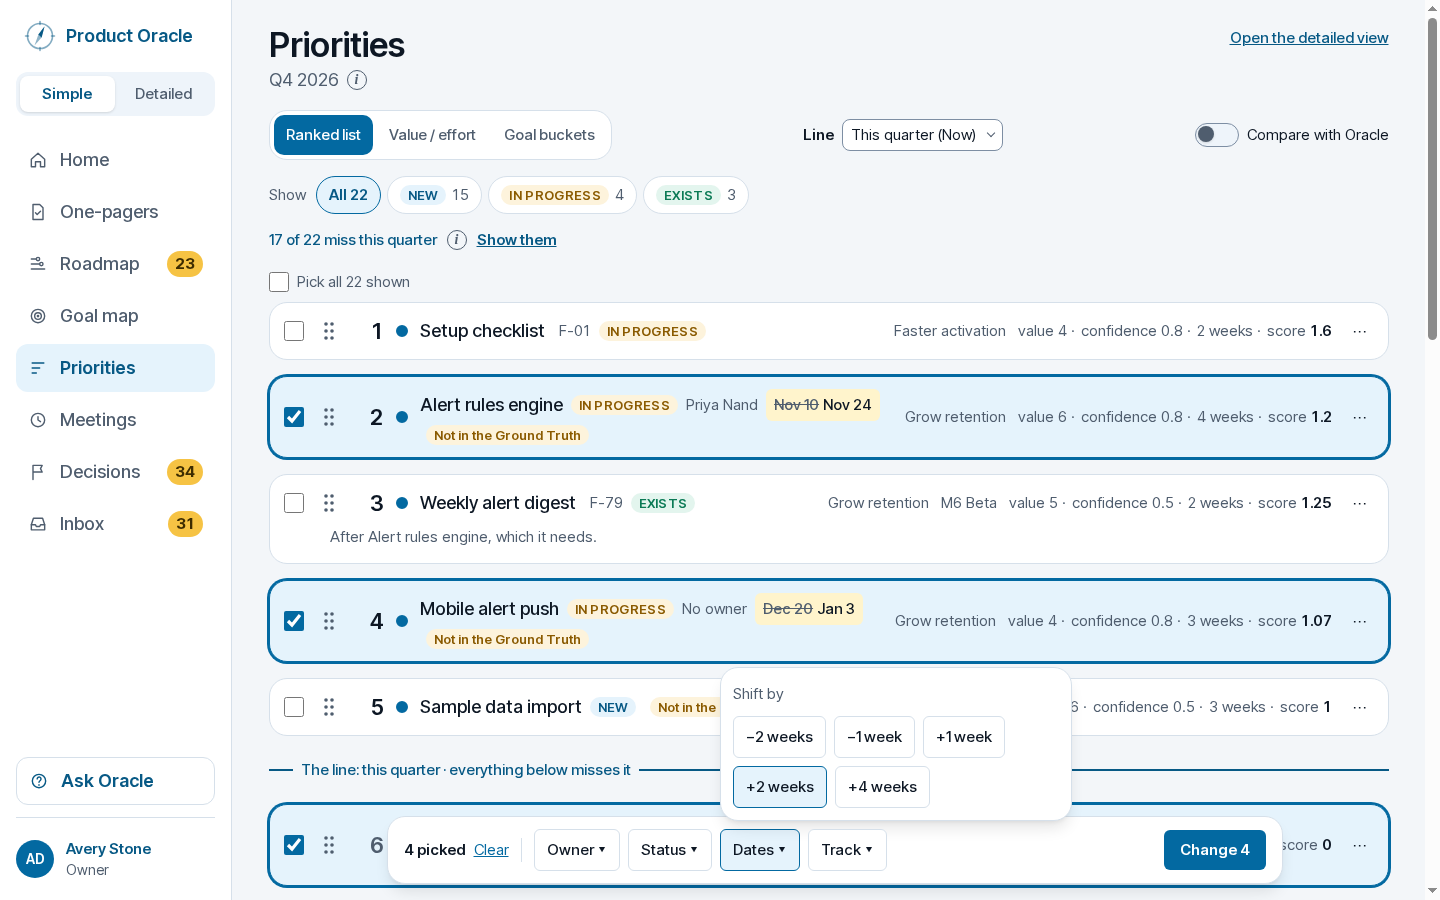 Product Oracle
Simple
Detailed
Home
One-pagers
Roadmap 23
Goal map
Priorities
Meetings
Decisions 34
Inbox 31
Ask Oracle
AD
Avery Stone
Owner
Priorities
Open the detailed view
Q4 2026 i
Ranked list
Value / effort
Goal buckets
Line This quarter (Now)
Compare with Oracle
Show
All 22
NEW 15
IN PROGRESS 4
EXISTS 3
17 of 22 miss this quarter i Show them
Pick all 22 shown
1 Setup checklist F-01 IN PROGRESS Faster activation value 4 · confidence 0.8 · 2 weeks · score 1.6 ···
2 Alert rules engine IN PROGRESS Priya Nand Nov 10 Nov 24 Grow retention value 6 · confidence 0.8 · 4 weeks · score 1.2 ···
Not in the Ground Truth
3 Weekly alert digest F-79 EXISTS Grow retention M6 Beta value 5 · confidence 0.5 · 2 weeks · score 1.25 ···
After Alert rules engine, which it needs.
4 Mobile alert push IN PROGRESS No owner Dec 20 Jan 3 Grow retention value 4 · confidence 0.8 · 3 weeks · score 1.07 ···
Not in the Ground Truth
5 Sample data import NEW Not in the 6 · confidence 0.5 · 3 weeks · score 1 ···
Shift by
−2 weeks
−1 week
+1 week
+2 weeks
+4 weeks
The line: this quarter · everything below misses it
6 score 0 ···
4 picked Clear
Owner ▾
Status ▾
Dates ▾
Track ▾
Change 4